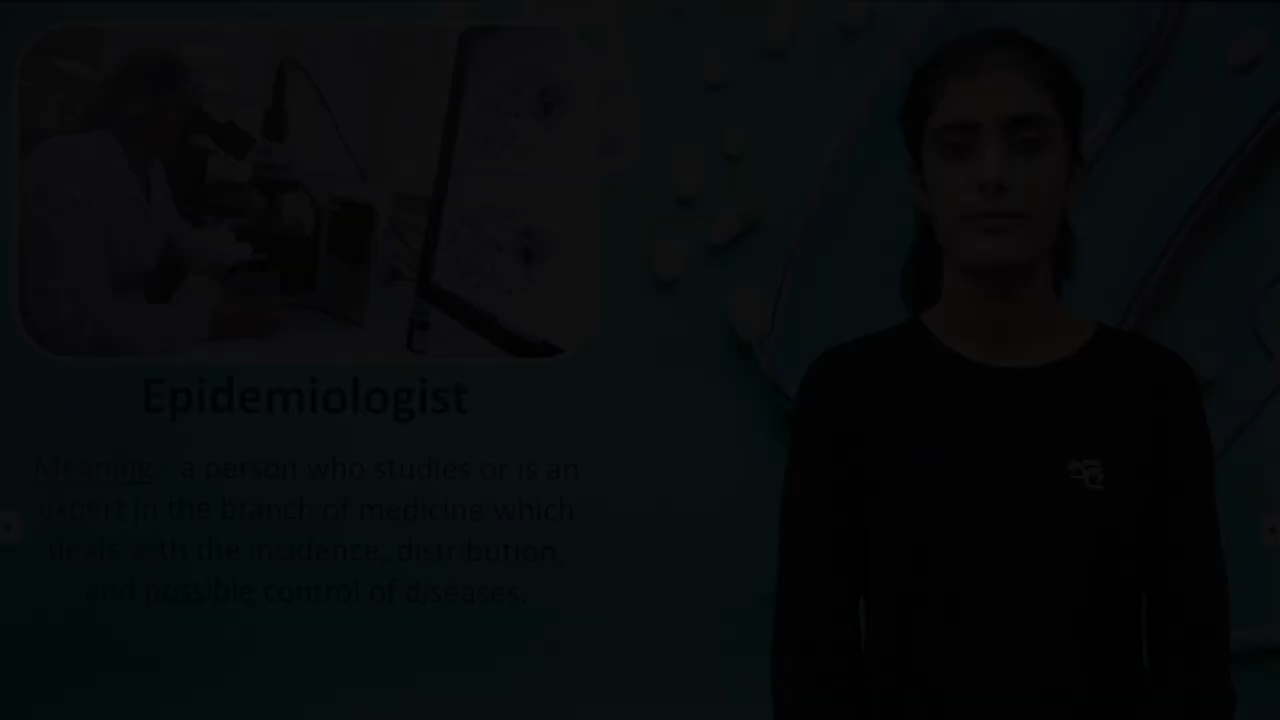 Epidemiologist
Meaning - a person who studies or is an
expert in the branch of medicine which
deals with the incidence, distribution,
and possible control of diseases.